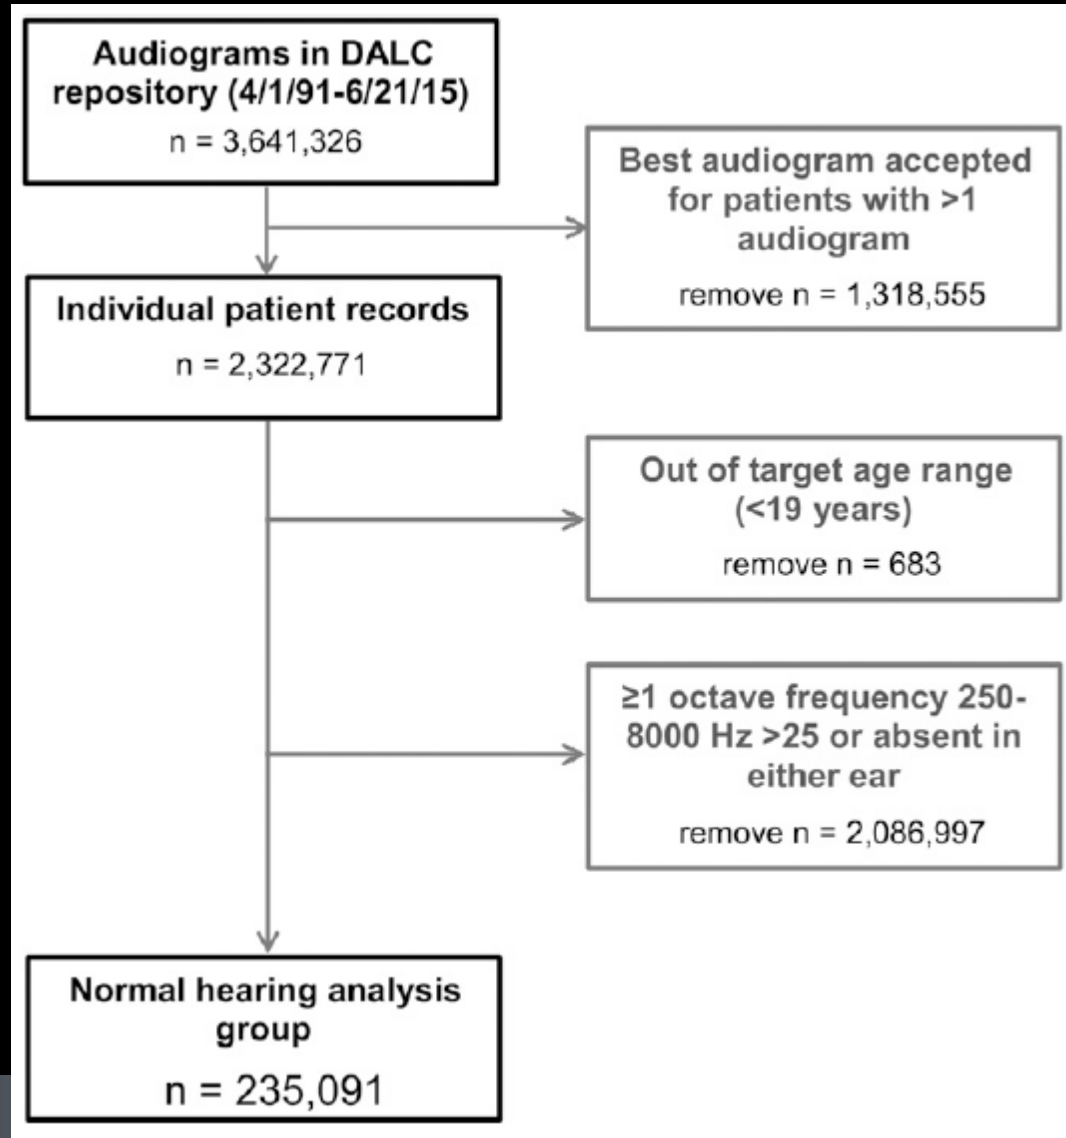 Audiograms in DALC
repository (4/1/91-6/21/15)
n = 3,641,326
Best audiogram accepted
for patients with >1
audiogram
remove n = 1,318,555
Individual patient records
n = 2,322,771
Out of target age range
(<19 years)
remove n = 683
≥1 octave frequency 250-
8000 Hz >25 or absent in
either ear
remove n = 2,086,997
Normal hearing analysis
group
n = 235,091